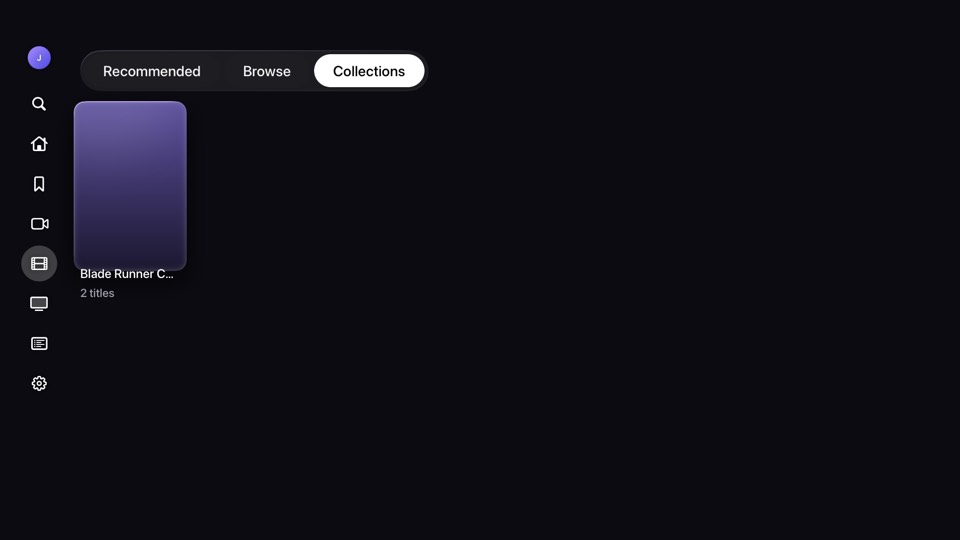 J
Recommended
Browse
Collections
Blade Runner C...
2 titles